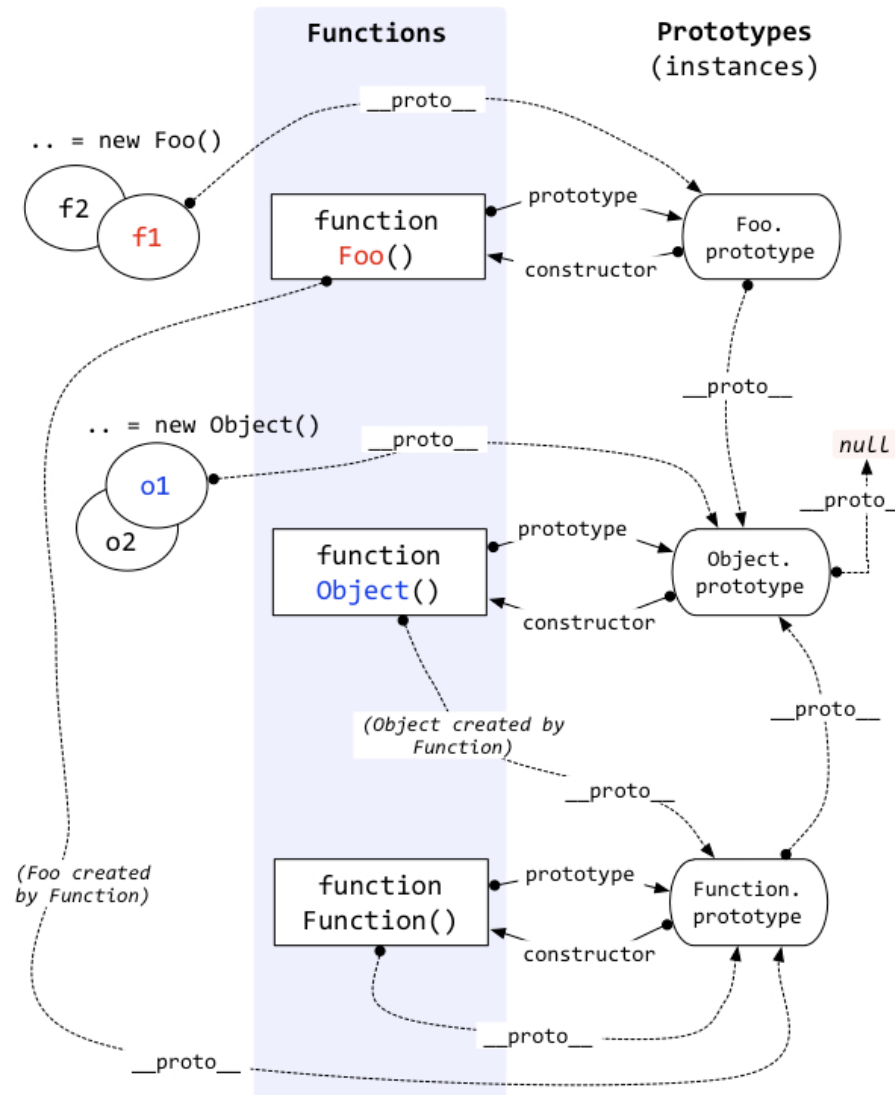 Functions
Prototypes
(instances)
__proto__
.. = new Foo()
f2
f1
function
Foo()
prototype
constructor
Foo.
prototype
__proto__
.. = new Object()
__proto__
null
o1
o2
__proto__
function
Object()
prototype
constructor
Object.
prototype
(Object created by
Function)
__proto__
__proto__
(Foo created
by Function)
function
Function()
prototype
constructor
Function.
prototype
__proto__
__proto__